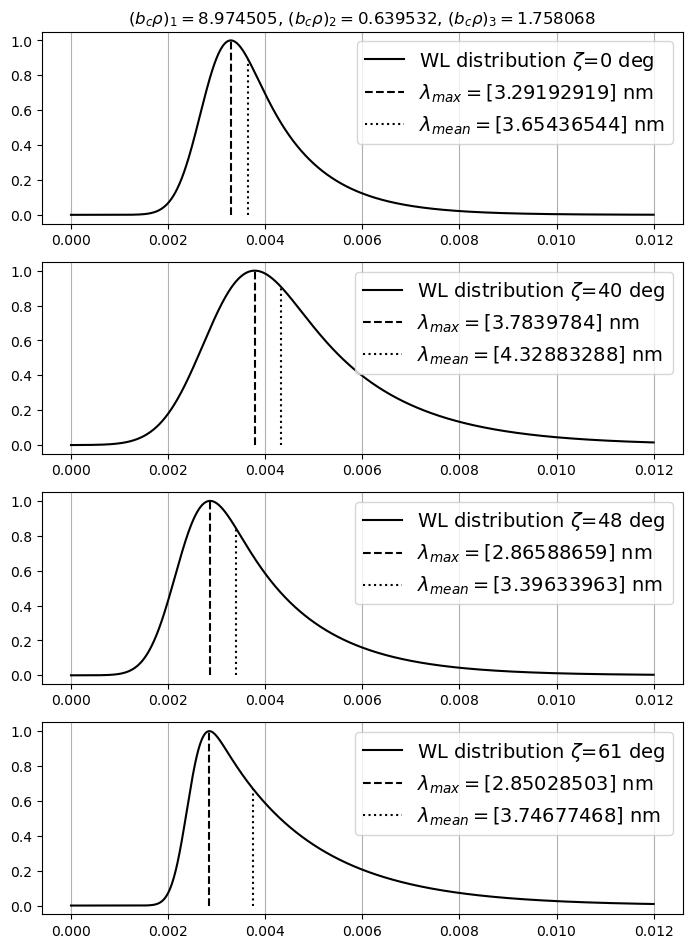 (b_cρ)_1 = 8.974505, (b_cρ)_2 = 0.639532, (b_cρ)_3 = 1.758068
1.0
0.8
0.6
0.4
0.2
0.0
WL distribution ζ=0 deg
λ_max = [3.29192919] nm
λ_mean = [3.65436544] nm
0.000 0.002 0.004 0.006 0.008 0.010 0.012
1.0
0.8
0.6
0.4
0.2
0.0
WL distribution ζ=40 deg
λ_max = [3.7839784] nm
λ_mean = [4.32883288] nm
0.000 0.002 0.004 0.006 0.008 0.010 0.012
1.0
0.8
0.6
0.4
0.2
0.0
WL distribution ζ=48 deg
λ_max = [2.86588659] nm
λ_mean = [3.39633963] nm
0.000 0.002 0.004 0.006 0.008 0.010 0.012
1.0
0.8
0.6
0.4
0.2
0.0
WL distribution ζ=61 deg
λ_max = [2.85028503] nm
λ_mean = [3.74677468] nm
0.000 0.002 0.004 0.006 0.008 0.010 0.012